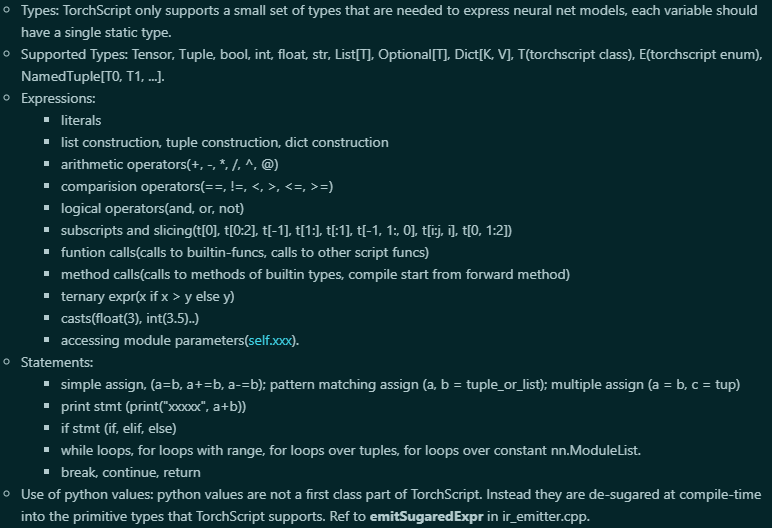 Types: TorchScript only supports a small set of types that are needed to express neural net models, each variable should
have a single static type.
Supported Types: Tensor, Tuple, bool, int, float, str, List[T], Optional[T], Dict[K, V], T(torchscript class), E(torchscript enum),
NamedTuple[T0, T1, ...].
Expressions:
literals
list construction, tuple construction, dict construction
arithmetic operators(+, -, *, /, ^, @)
comparision operators(==, !=, <, >, <=, >=)
logical operators(and, or, not)
subscripts and slicing(t[0], t[0:2], t[-1], t[1:], t[:1], t[-1, 1:, 0], t[i:j, i], t[0, 1:2])
funtion calls(calls to builtin-funcs, calls to other script funcs)
method calls(calls to methods of builtin types, compile start from forward method)
ternary expr(x if x > y else y)
casts(float(3), int(3.5)..)
accessing module parameters(self.xxx).
Statements:
simple assign, (a=b, a+=b, a-=b); pattern matching assign (a, b = tuple_or_list); multiple assign (a = b, c = tup)
print stmt (print("xxxxx", a+b))
if stmt (if, elif, else)
while loops, for loops with range, for loops over tuples, for loops over constant nn.ModuleList.
break, continue, return
Use of python values: python values are not a first class part of TorchScript. Instead they are de-sugared at compile-time
into the primitive types that TorchScript supports. Ref to emitSugaredExpr in ir_emitter.cpp.